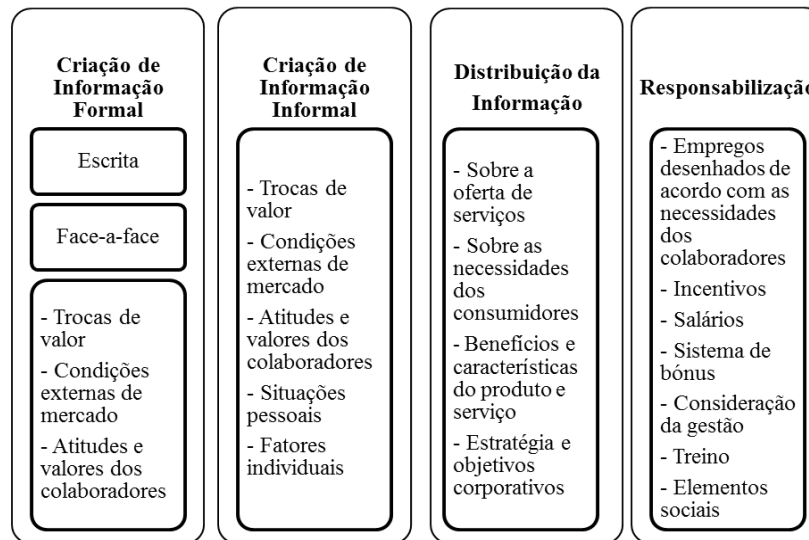 Criação de
Informação
Formal
Escrita
Face-a-face
- Trocas de
valor
- Condições
externas de
mercado
- Atitudes e
valores dos
colaboradores
Criação de
Informação
Informal
- Trocas de
valor
- Condições
externas de
mercado
- Atitudes e
valores dos
colaboradores
- Situações
pessoais
- Fatores
individuais
Distribuição da
Informação
- Sobre a
oferta de
serviços
- Sobre as
necessidades
dos
consumidores
- Benefícios e
características
do produto e
serviço
- Estratégia e
objetivos
corporativos
Responsabilização
- Empregos
desenhados de
acordo com as
necessidades
dos
colaboradores
- Incentivos
- Salários
- Sistema de
bónus
- Consideração
da gestão
- Treino
- Elementos
sociais